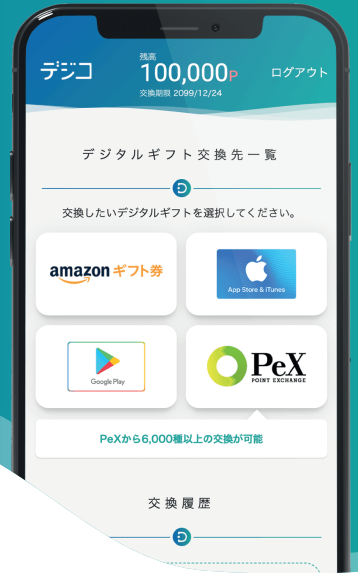 デジコ
残高
100,000P
交換期限 2099/12/24
ログアウト
デジタルギフト交換先一覧
交換したいデジタルギフトを選択してください。
amazon ギフト券
App Store & iTunes
Google Play
PeX
POINT EXCHANGE
PeXから6,000種以上の交換が可能
交換履歴